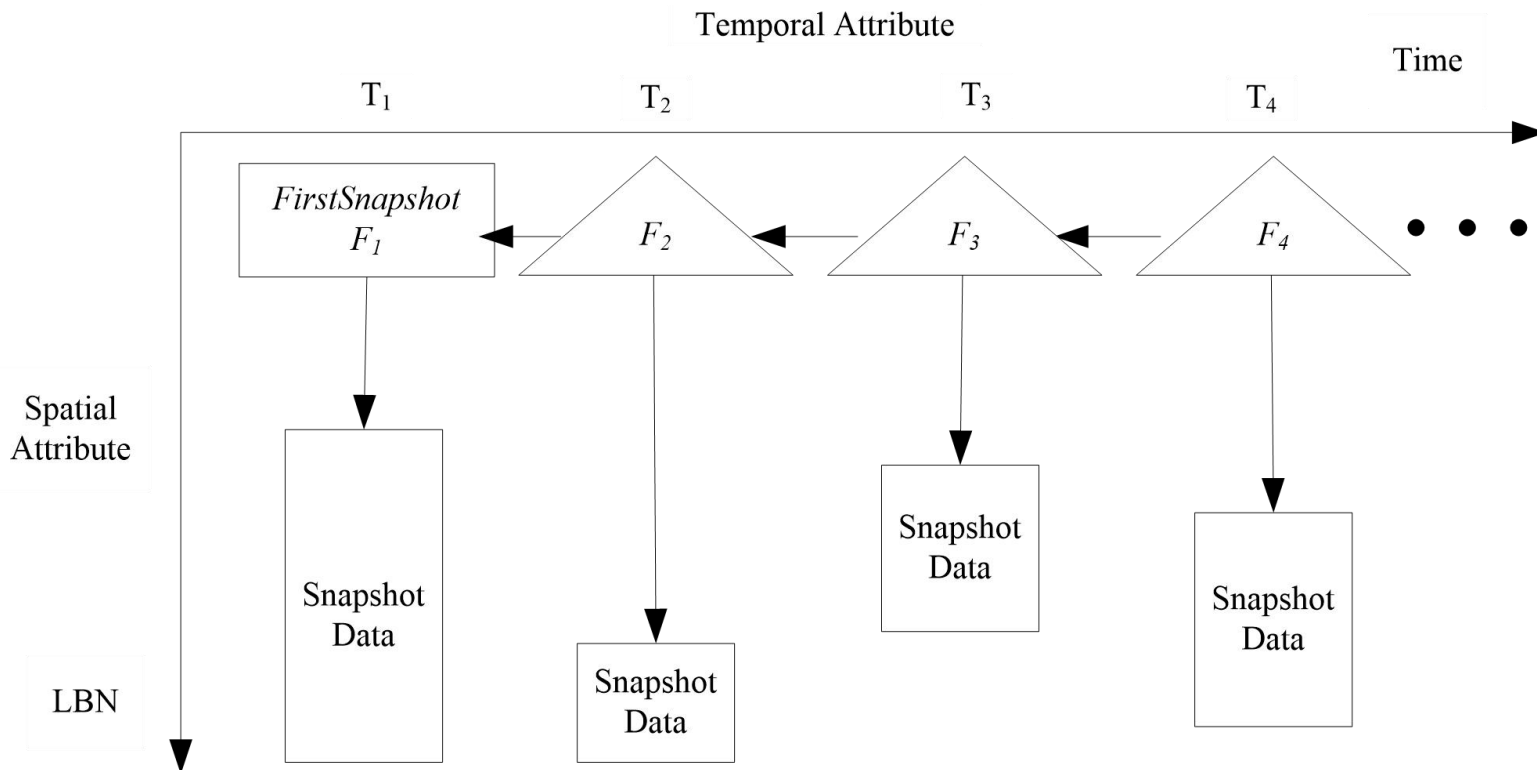 Temporal Attribute
Time
T₁ T₂ T₃ T₄
FirstSnapshot
F₁
F₂
F₃
F₄
Spatial
Attribute
Snapshot
Data
Snapshot
Data
Snapshot
Data
Snapshot
Data
LBN